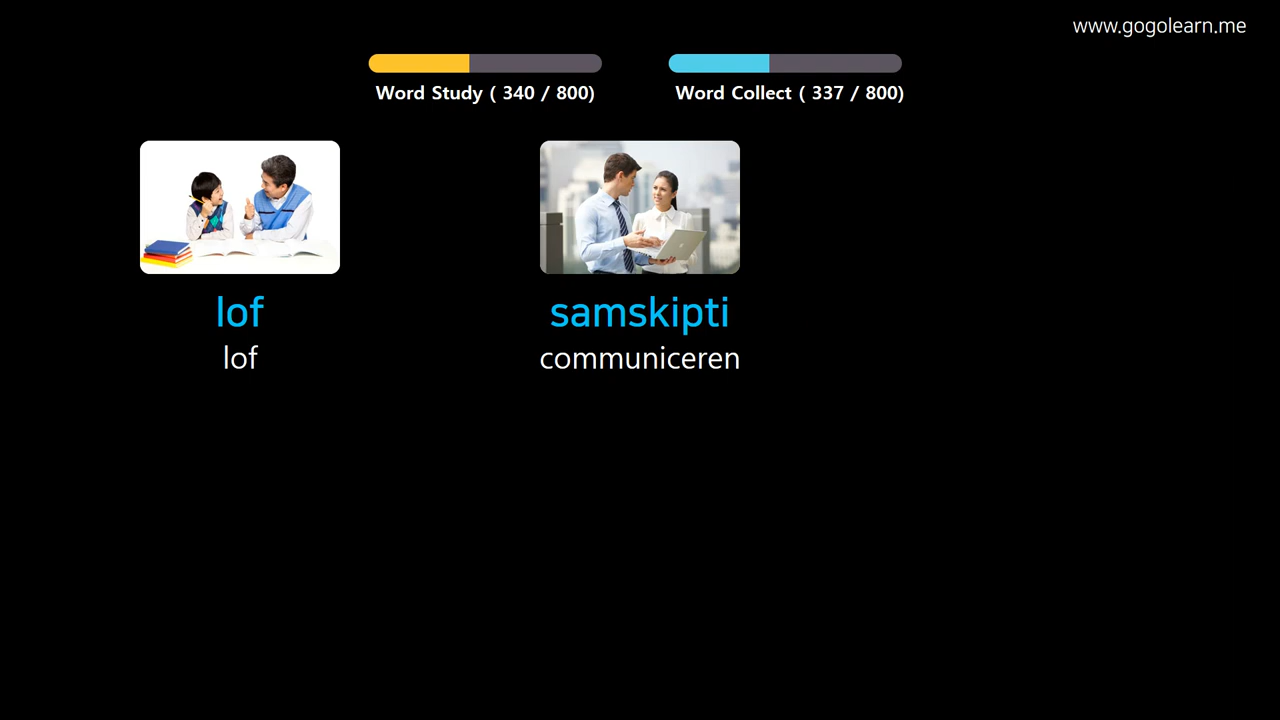 www.gogolearn.me
Word Study ( 340 / 800)
Word Collect ( 337 / 800)
lof
lof
samskipti
communiceren